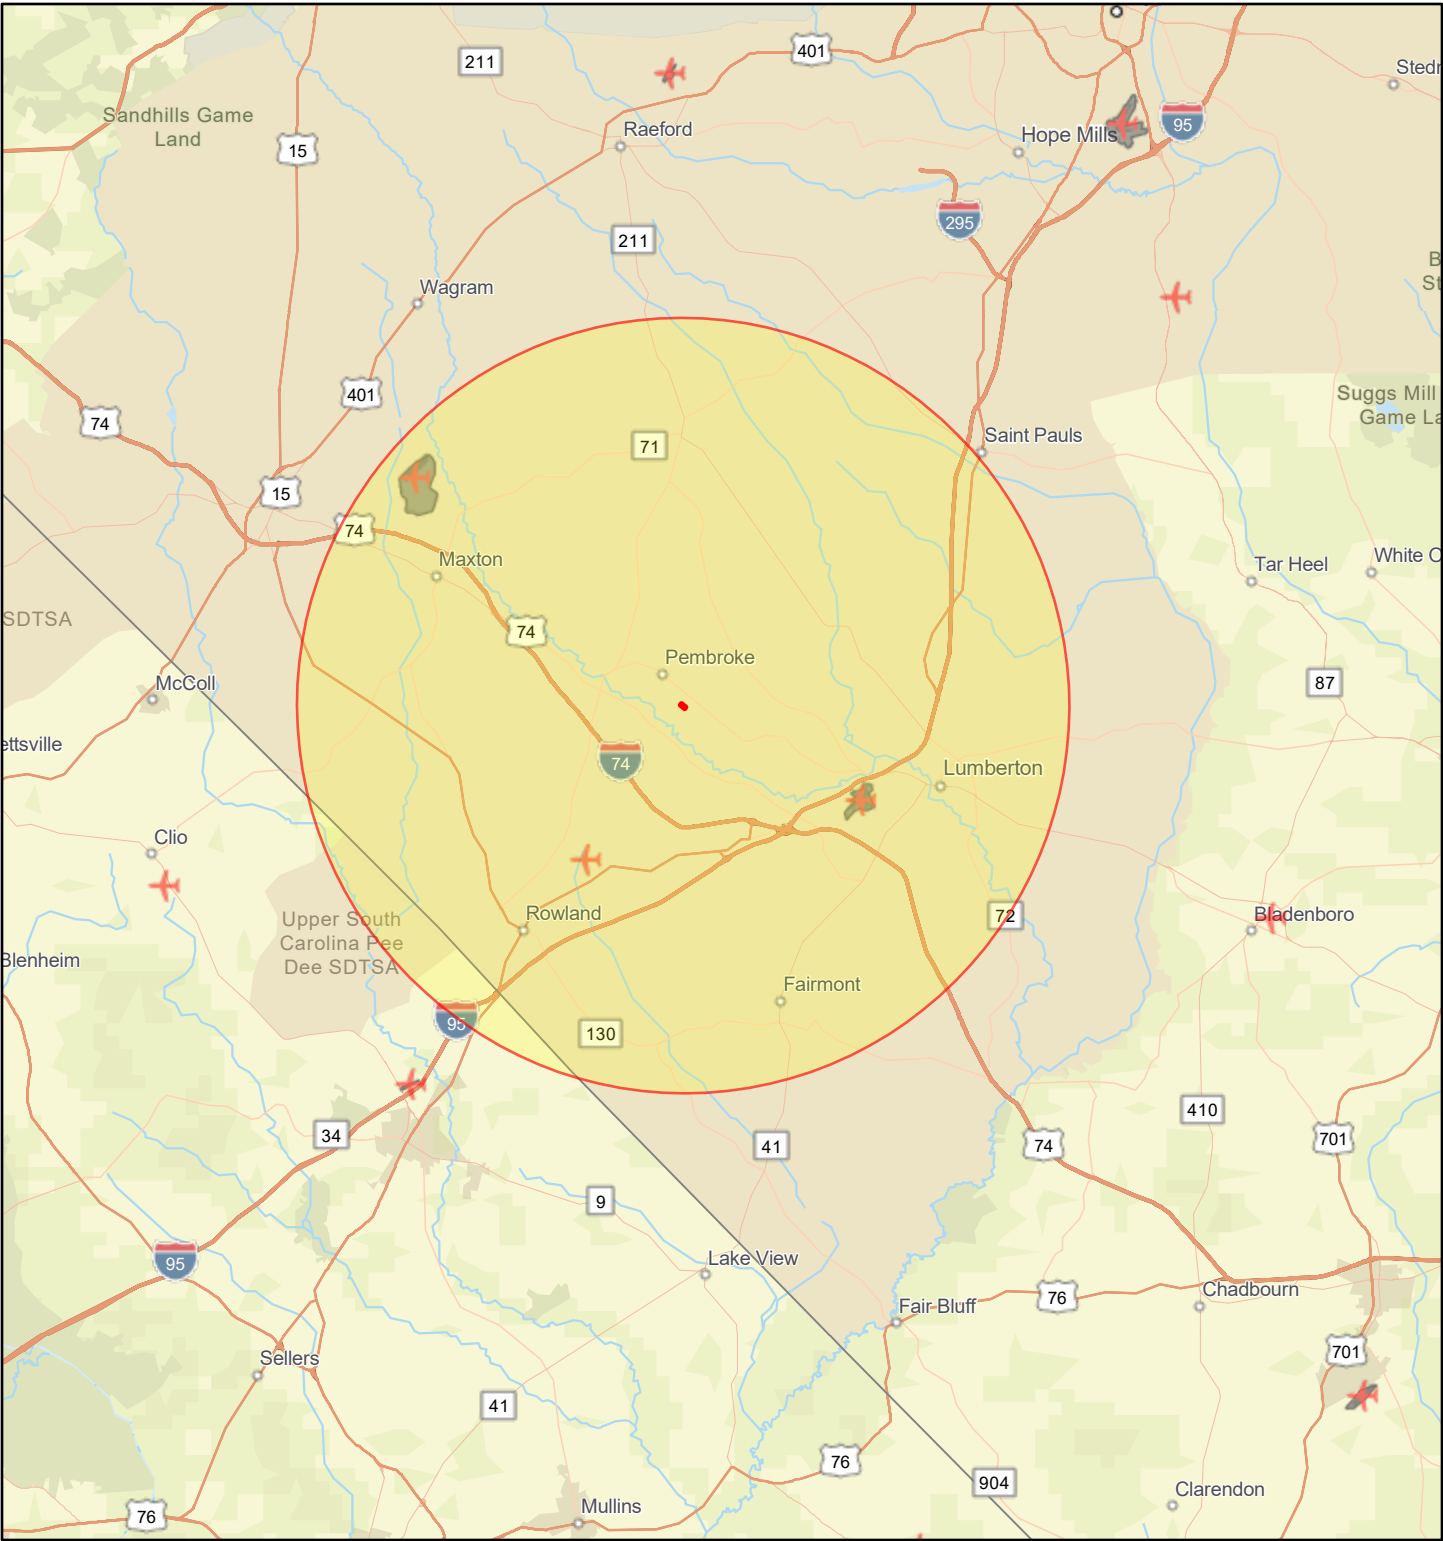 401
211
Stedr
Sandhills Game
Land
95
Raeford
Hope Mills
15
295
211
B
St
Wagram
401
Suggs Mill
Game La
74
71
Saint Pauls
15
74
Maxton
Tar Heel
White O
SDTSA
74
Pembroke
McColl
87
ettsville
74
Lumberton
Clio
Upper South
Carolina Pee
Dee SDTSA
Rowland
72
Bladenboro
Blenheim
Fairmont
95
130
34
41
74
410
701
9
95
Lake View
76
Chadbourn
Fair Bluff
701
Sellers
41
76
904
Clarendon
76
Mullins